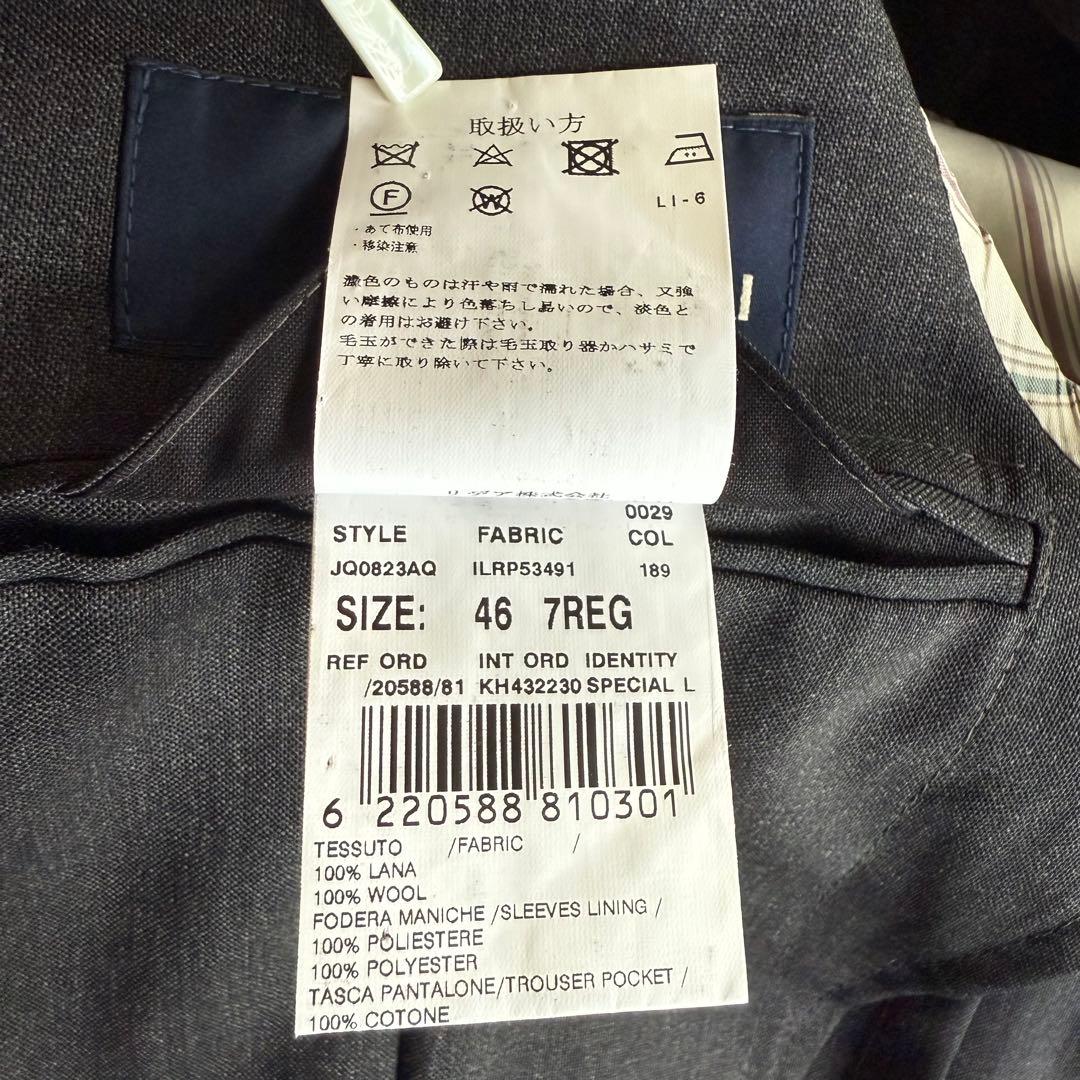 取扱い方
F
W
LI-6
・あて布使用
・移染注意
濃色のものは汗や雨で濡れた場合、又強
い摩擦により色落ちし易いので、淡色と
の着用はお避け下さい。
毛玉ができた際は毛玉取り器かハサミで
丁寧に取り除いて下さい。
株式会社
0029
STYLE FABRIC COL
JQ0823AQ ILRP53491 189
SIZE: 46 7REG
REF ORD INT ORD IDENTITY
/20588/81 KH432230 SPECIAL L
6 220588 810301
TESSUTO /FABRIC /
100% LANA
100% WOOL
FODERA MANICHE /SLEEVES LINING /
100% POLIESTERE
100% POLYESTER
TASCA PANTALONE/TROUSER POCKET /
100% COTONE